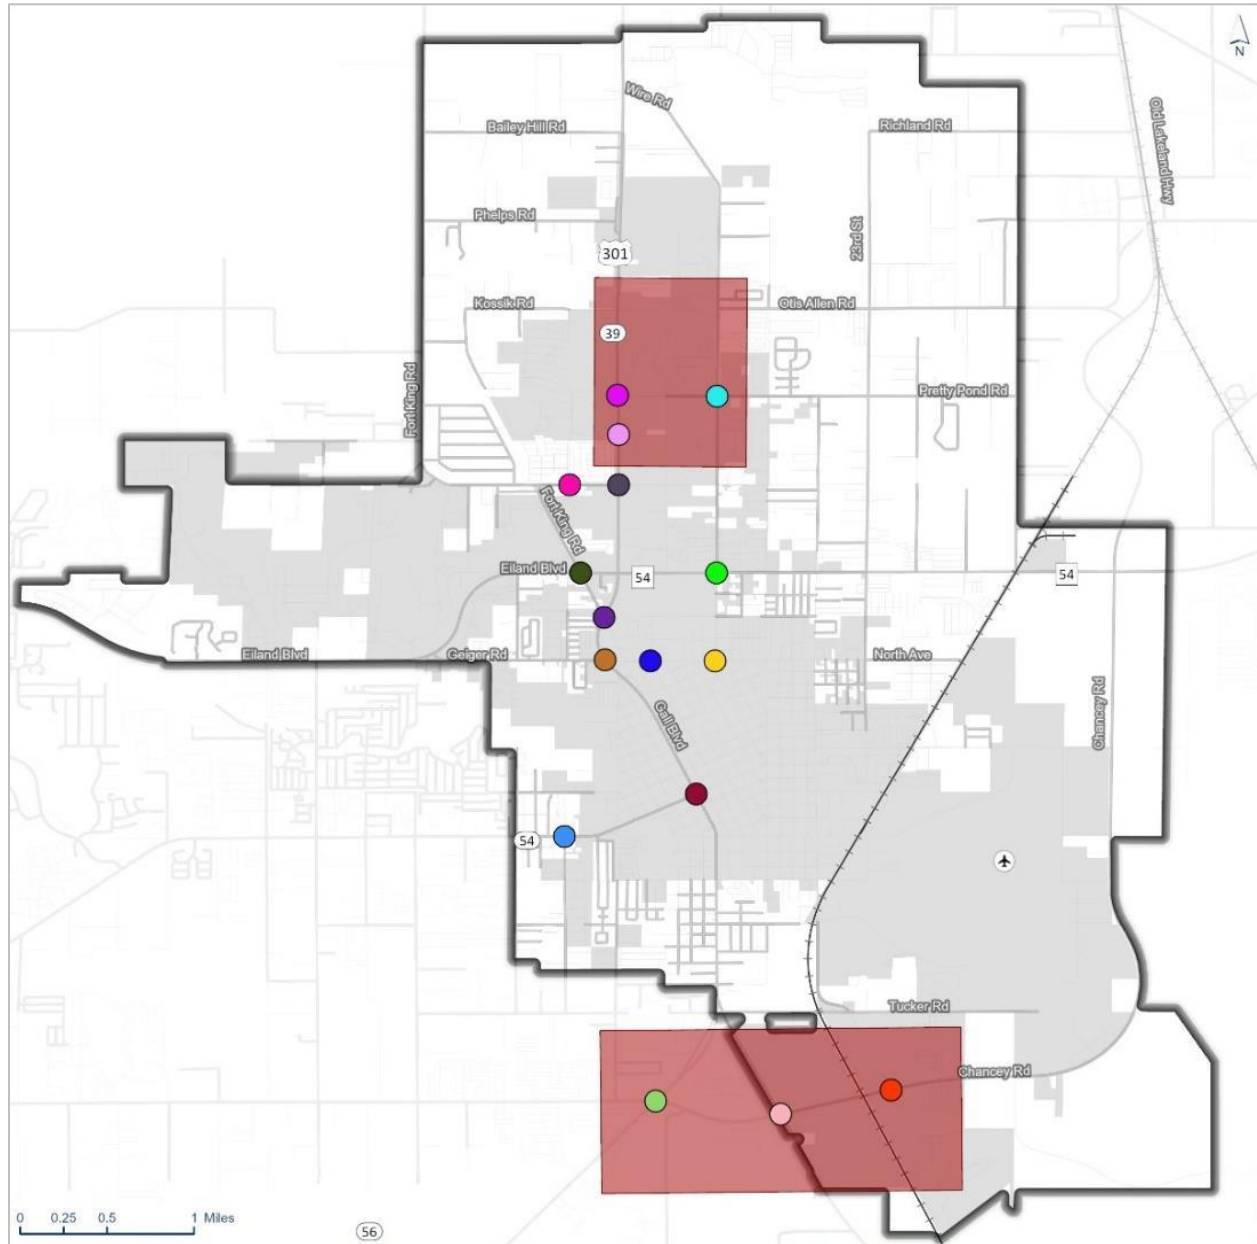 N
Wire Rd
Bailey Hill Rd
Richland Rd
Old Lakeland Hwy
Phelps Rd
23rd St
301
Kossik Rd
Otis Allen Rd
39
Fort King Rd
Pretty Pond Rd
Fort King Rd
Eiland Blvd
54
54
Eiland Blvd
Geiger Rd
North Ave
Chancey Rd
Gall Blvd
54
Tucker Rd
Chancey Rd
0 0.25 0.5 1 Miles
56